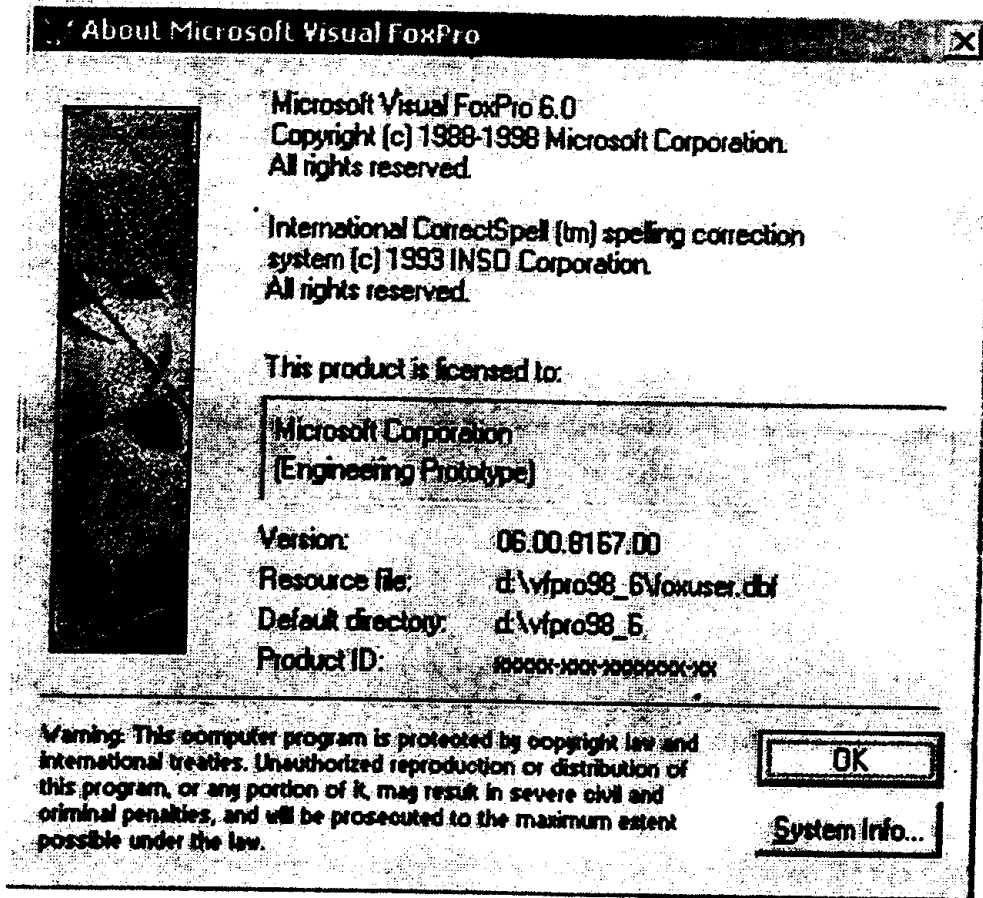 About Microsoft Visual FoxPro
Microsoft Visual FoxPro 6.0
Copyright (c) 1988-1998 Microsoft Corporation.
All rights reserved.
International CorrectSpell (tm) spelling correction
system (c) 1993 INSO Corporation.
All rights reserved.
This product is licensed to:
Microsoft Corporation
(Engineering Prototype)
Version: 06.00.8167.00
Resource file: d:\vfpro98_6\foxuser.dbf
Default directory: d:\vfpro98_6
Product ID: xxxxx-xxx-xxxxxxx-xx
Warning: This computer program is protected by copyright law and
international treaties. Unauthorized reproduction or distribution of
this program, or any portion of it, may result in severe civil and
criminal penalties, and will be prosecuted to the maximum extent
possible under the law.
OK
System Info...